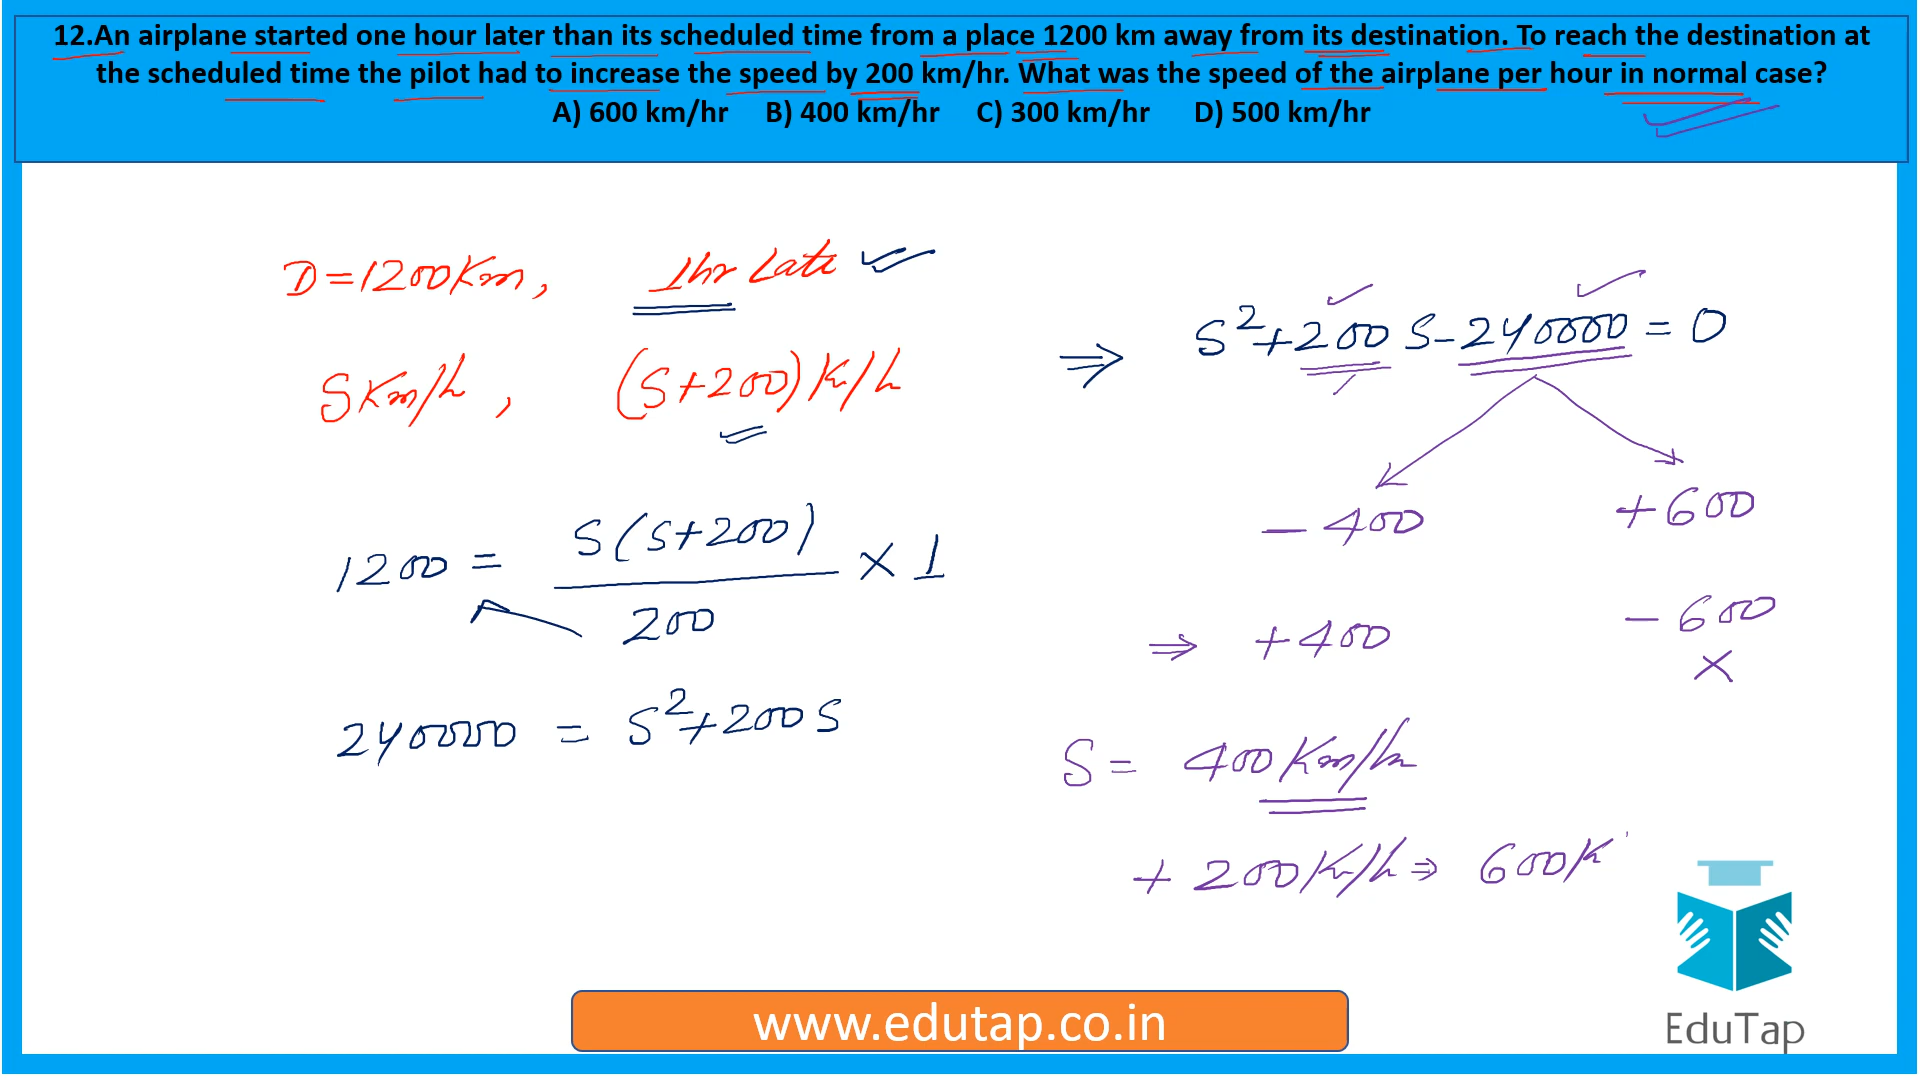 12.An airplane started one hour later than its scheduled time from a place 1200 km away from its destination. To reach the destination at
the scheduled time the pilot had to increase the speed by 200 km/hr. What was the speed of the airplane per hour in normal case?
A) 600 km/hr B) 400 km/hr C) 300 km/hr D) 500 km/hr
D=1200Km, 1hr Late
S Km/h, (S+200)K/h
1200 = S(S+200)/200 × 1
240000 = S²+200S
⇒ S²+200S-240000=0
-400 +600
⇒ +400 -600
×
S= 400Km/hr
+ 200K/h ⇒ 600K
EduTap
www.edutap.co.in